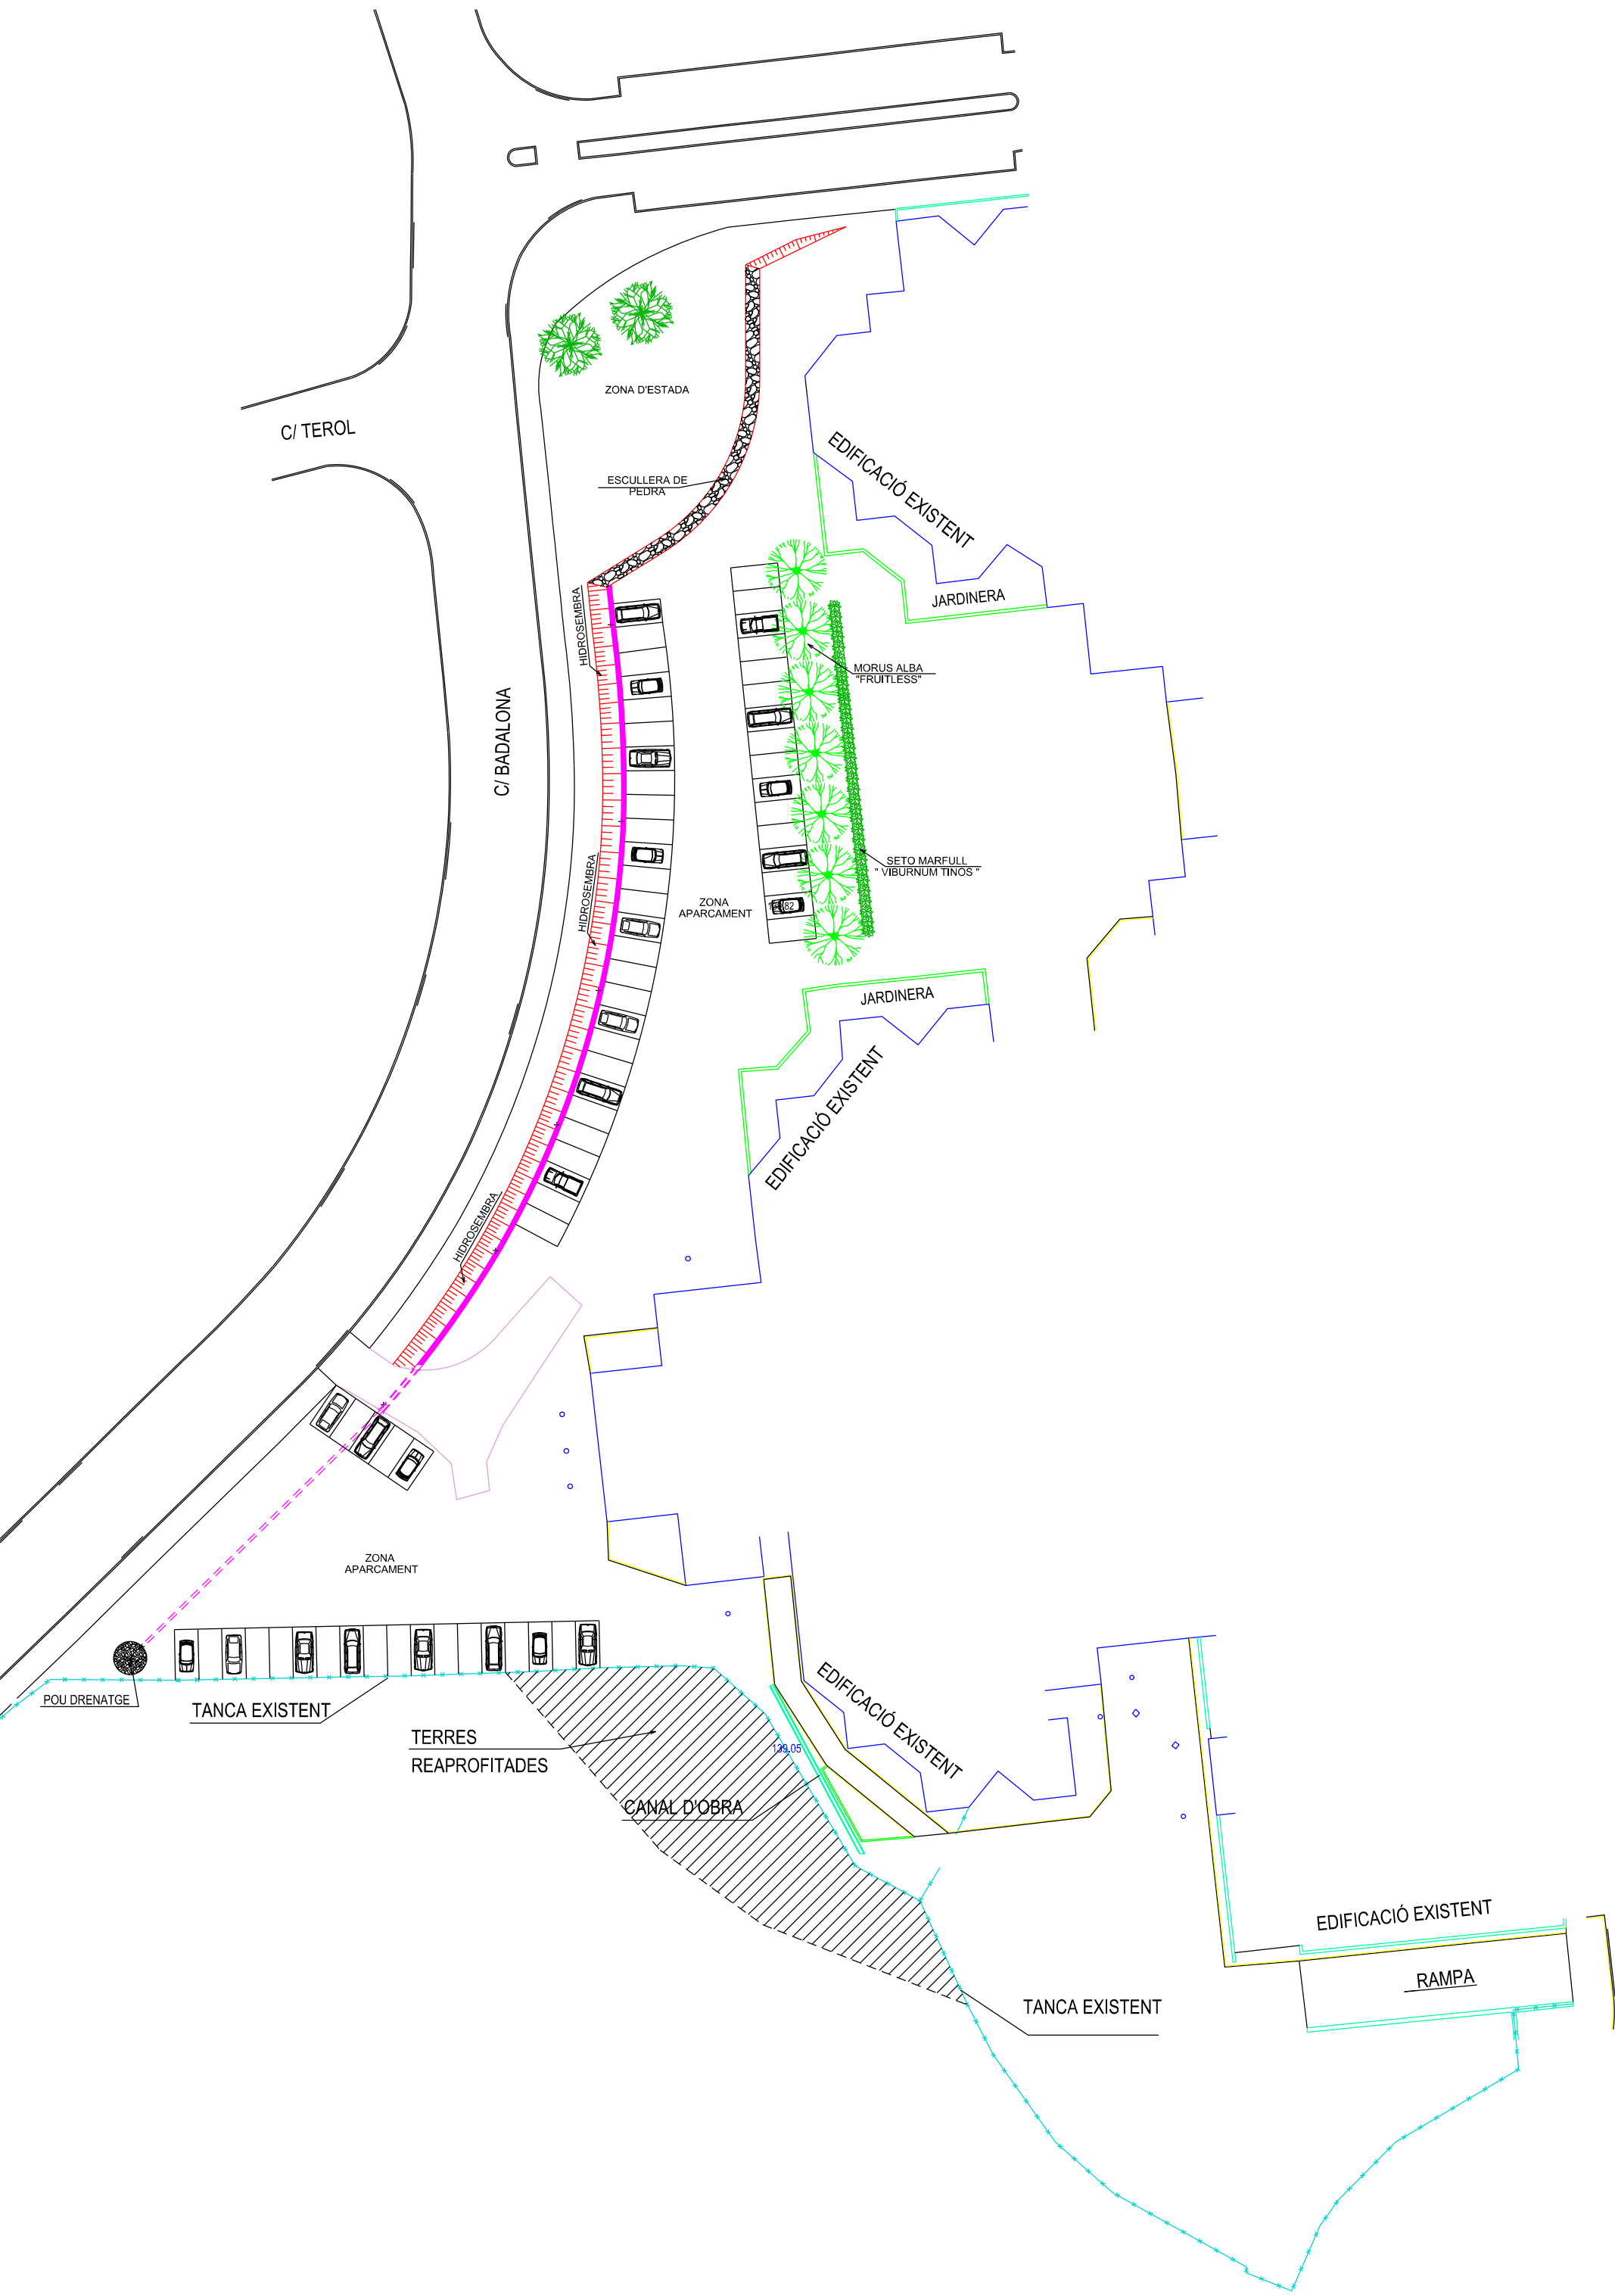 C/ TEROL
ZONA D'ESTADA
ESCULLERA DE
PEDRA
EDIFICACIÓ EXISTENT
JARDINERA
HIDROSEMBRA
MORUS ALBA
"FRUITLESS"
C/ BADALONA
SETO MARFULL
" VIBURNUM TINOS "
HIDROSEMBRA
ZONA
APARCAMENT
JARDINERA
EDIFICACIÓ EXISTENT
HIDROSEMBRA
ZONA
APARCAMENT
POU DRENATGE
TANCA EXISTENT
TERRES
REAPROFITADES
139.05
EDIFICACIÓ EXISTENT
CANAL D'OBRA
EDIFICACIÓ EXISTENT
RAMPA
TANCA EXISTENT